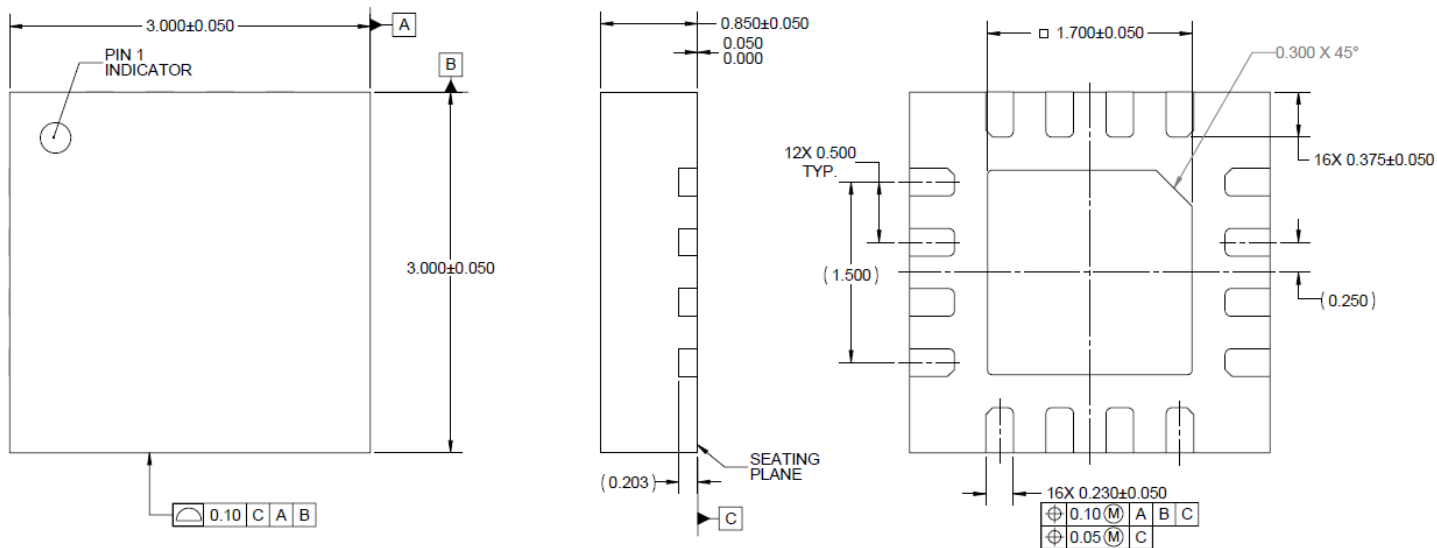 3.000±0.050
A
PIN 1
INDICATOR
B
3.000±0.050
⌓ 0.10 C A B
0.850±0.050
0.050
0.000
(0.203)
SEATING
PLANE
C
□ 1.700±0.050
0.300 X 45°
12X 0.500
TYP.
16X 0.375±0.050
(1.500)
(0.250)
16X 0.230±0.050
⌖ 0.10 Ⓜ A B C
⌖ 0.05 Ⓜ C